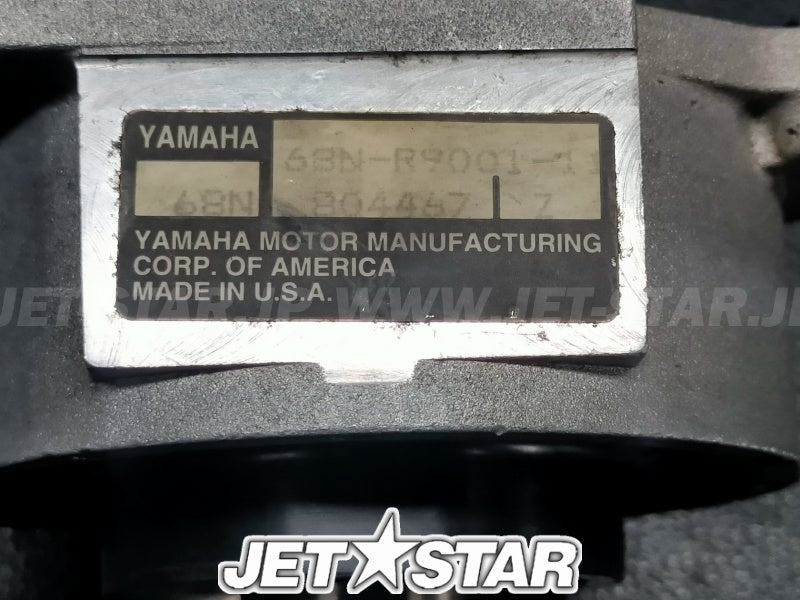 YAMAHA
68N-R9001-1
68N 804467 Z
YAMAHA MOTOR MANUFACTURING
CORP. OF AMERICA
MADE IN U.S.A.
JET-STAR.JP WWW.JET-STAR.JP
JET STAR